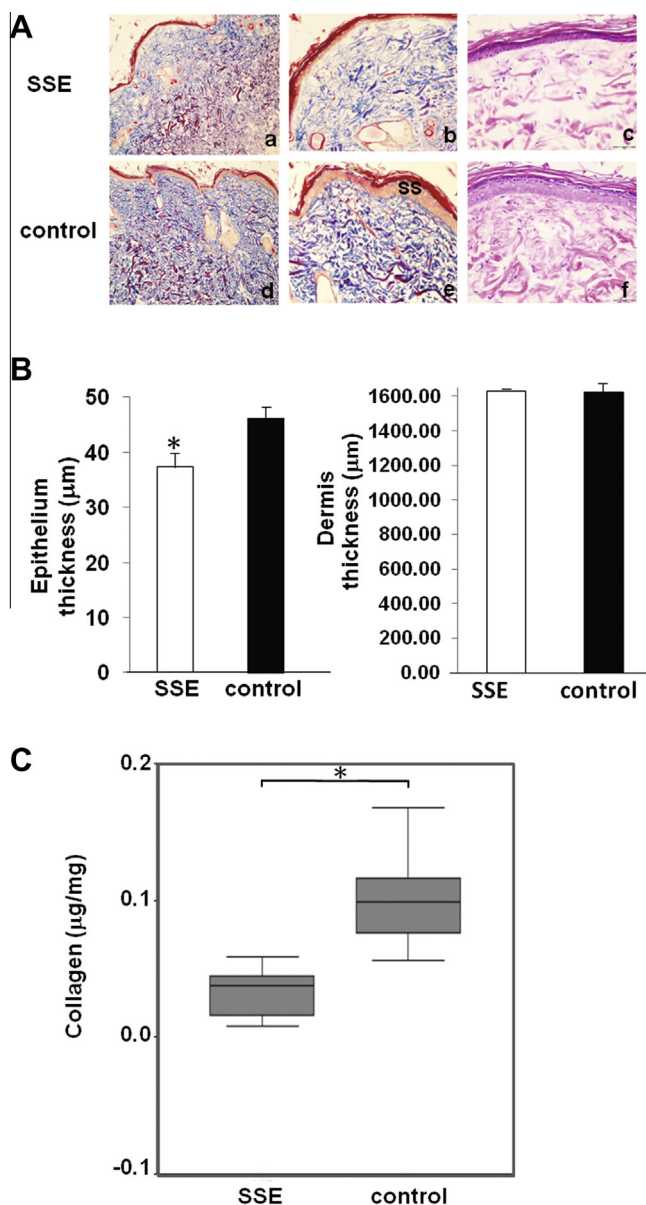 A
SSE
a
b
c
control
d
SS
e
f
B
Epithelium thickness (μm)
50
40
30
20
10
0
*
SSE
control
Dermis thickness (μm)
1600.00
1400.00
1200.00
1000.00
800.00
600.00
400.00
200.00
0.00
SSE
control
C
Collagen (μg/mg)
0.2
0.1
0.0
-0.1
*
SSE
control